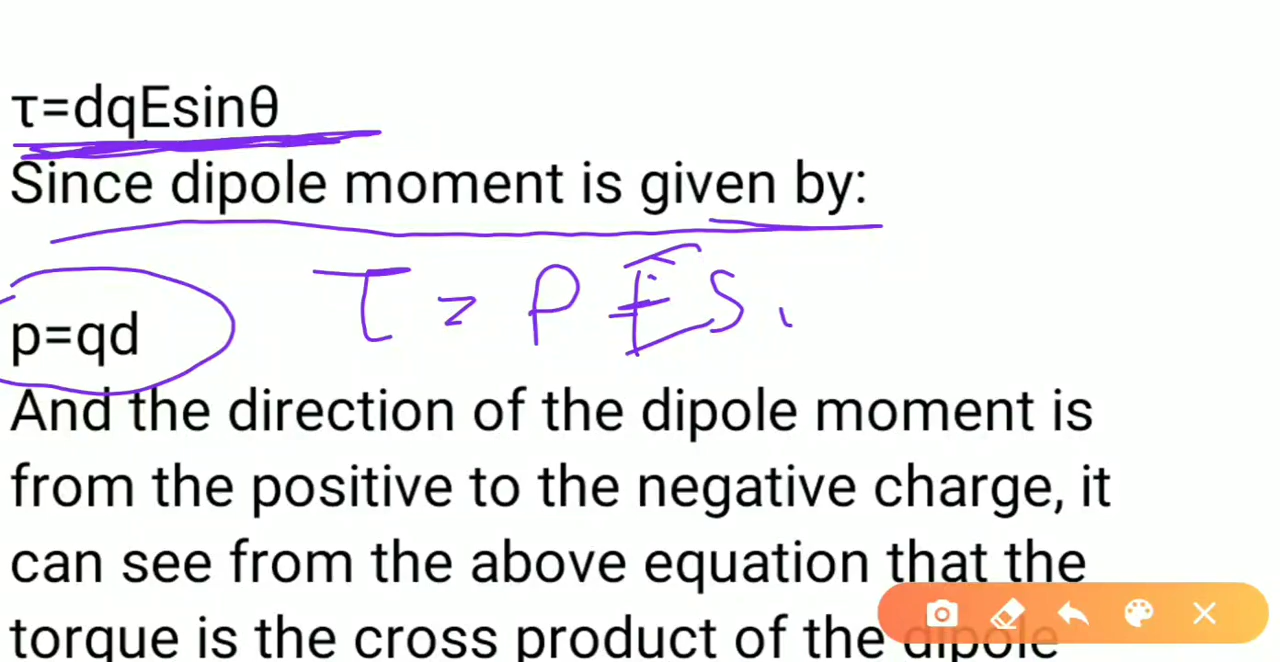 τ=dqEsinθ
Since dipole moment is given by:
τ = P E S i
p=qd
And the direction of the dipole moment is
from the positive to the negative charge, it
can see from the above equation that the
torque is the cross product of the dipole